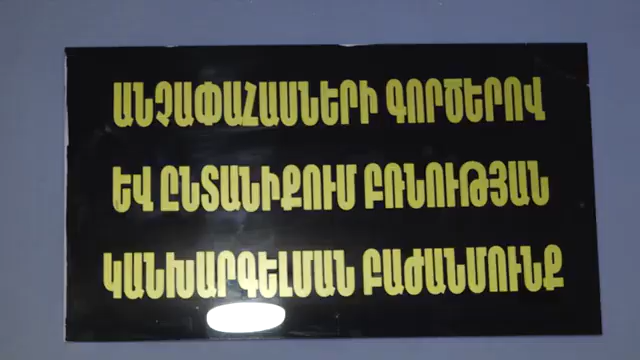 ԱՆՉԱՓԱՀԱՍՆԵՐԻ ԳՈՐԾԵՐՈՎ
ԵՎ ԸՆՏԱՆԻՔՈՒՄ ԲՌՆՈՒԹՅԱՆ
ԿԱՆԽԱՐԳԵԼՄԱՆ ԲԱԺԱՆՄՈՒՆՔ